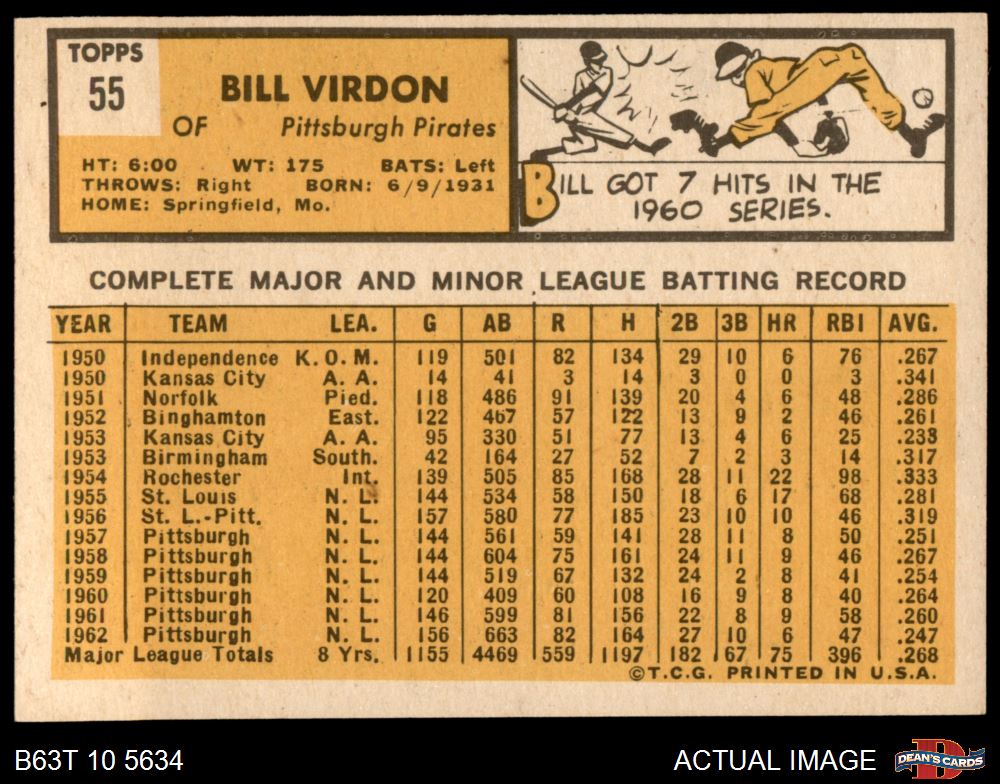 TOPPS
55
BILL VIRDON
OF Pittsburgh Pirates
HT: 6:00 WT: 175 BATS: Left
THROWS: Right BORN: 6/9/1931
HOME: Springfield, Mo.
BILL GOT 7 HITS IN THE
1960 SERIES.
COMPLETE MAJOR AND MINOR LEAGUE BATTING RECORD
YEAR TEAM LEA. G AB R H 2B 3B HR RBI AVG.
1950 Independence K. O. M. 119 501 82 134 29 10 6 76 .267
1950 Kansas City A. A. 14 41 3 14 3 0 0 3 .341
1951 Norfolk Pied. 118 486 91 139 20 4 6 48 .286
1952 Binghamton East. 122 467 57 122 13 9 2 46 .261
1953 Kansas City A. A. 95 330 51 77 13 4 6 25 .233
1953 Birmingham South. 42 164 27 52 7 2 3 14 .317
1954 Rochester Int. 139 505 85 168 28 11 22 98 .333
1955 St. Louis N. L. 144 534 58 150 18 6 17 68 .281
1956 St. L.-Pitt. N. L. 157 580 77 185 23 10 10 46 .319
1957 Pittsburgh N. L. 144 561 59 141 28 11 8 50 .251
1958 Pittsburgh N. L. 144 604 75 161 24 11 9 46 .267
1959 Pittsburgh N. L. 144 519 67 132 24 2 8 41 .254
1960 Pittsburgh N. L. 120 409 60 108 16 9 8 40 .264
1961 Pittsburgh N. L. 146 599 81 156 22 8 9 58 .260
1962 Pittsburgh N. L. 156 663 82 164 27 10 6 47 .247
Major League Totals 8 Yrs. 1155 4469 559 1197 182 67 75 396 .268
©T.C.G. PRINTED IN U.S.A.
B63T 10 5634 ACTUAL IMAGE D DEAN'S CARDS